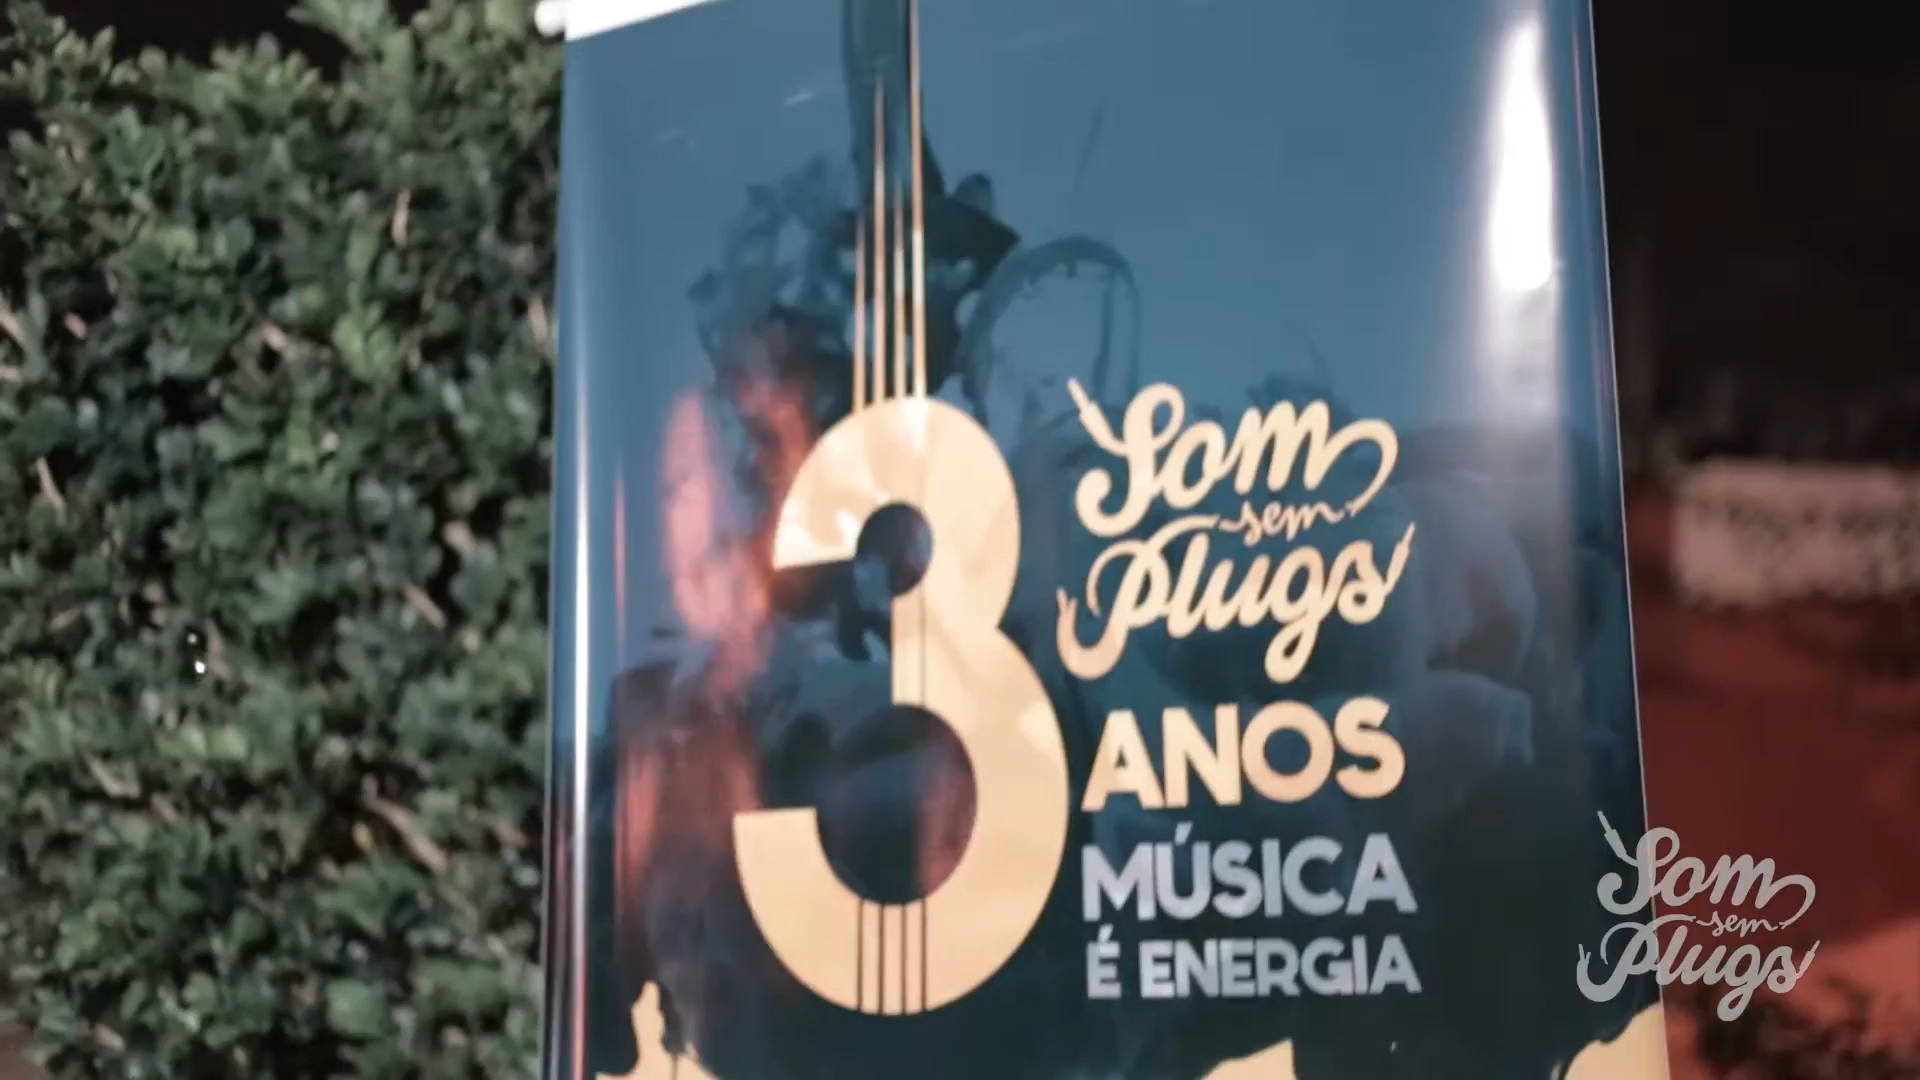 3
Som
sem
Plugs
ANOS
MÚSICA
É ENERGIA
Som
sem
Plugs